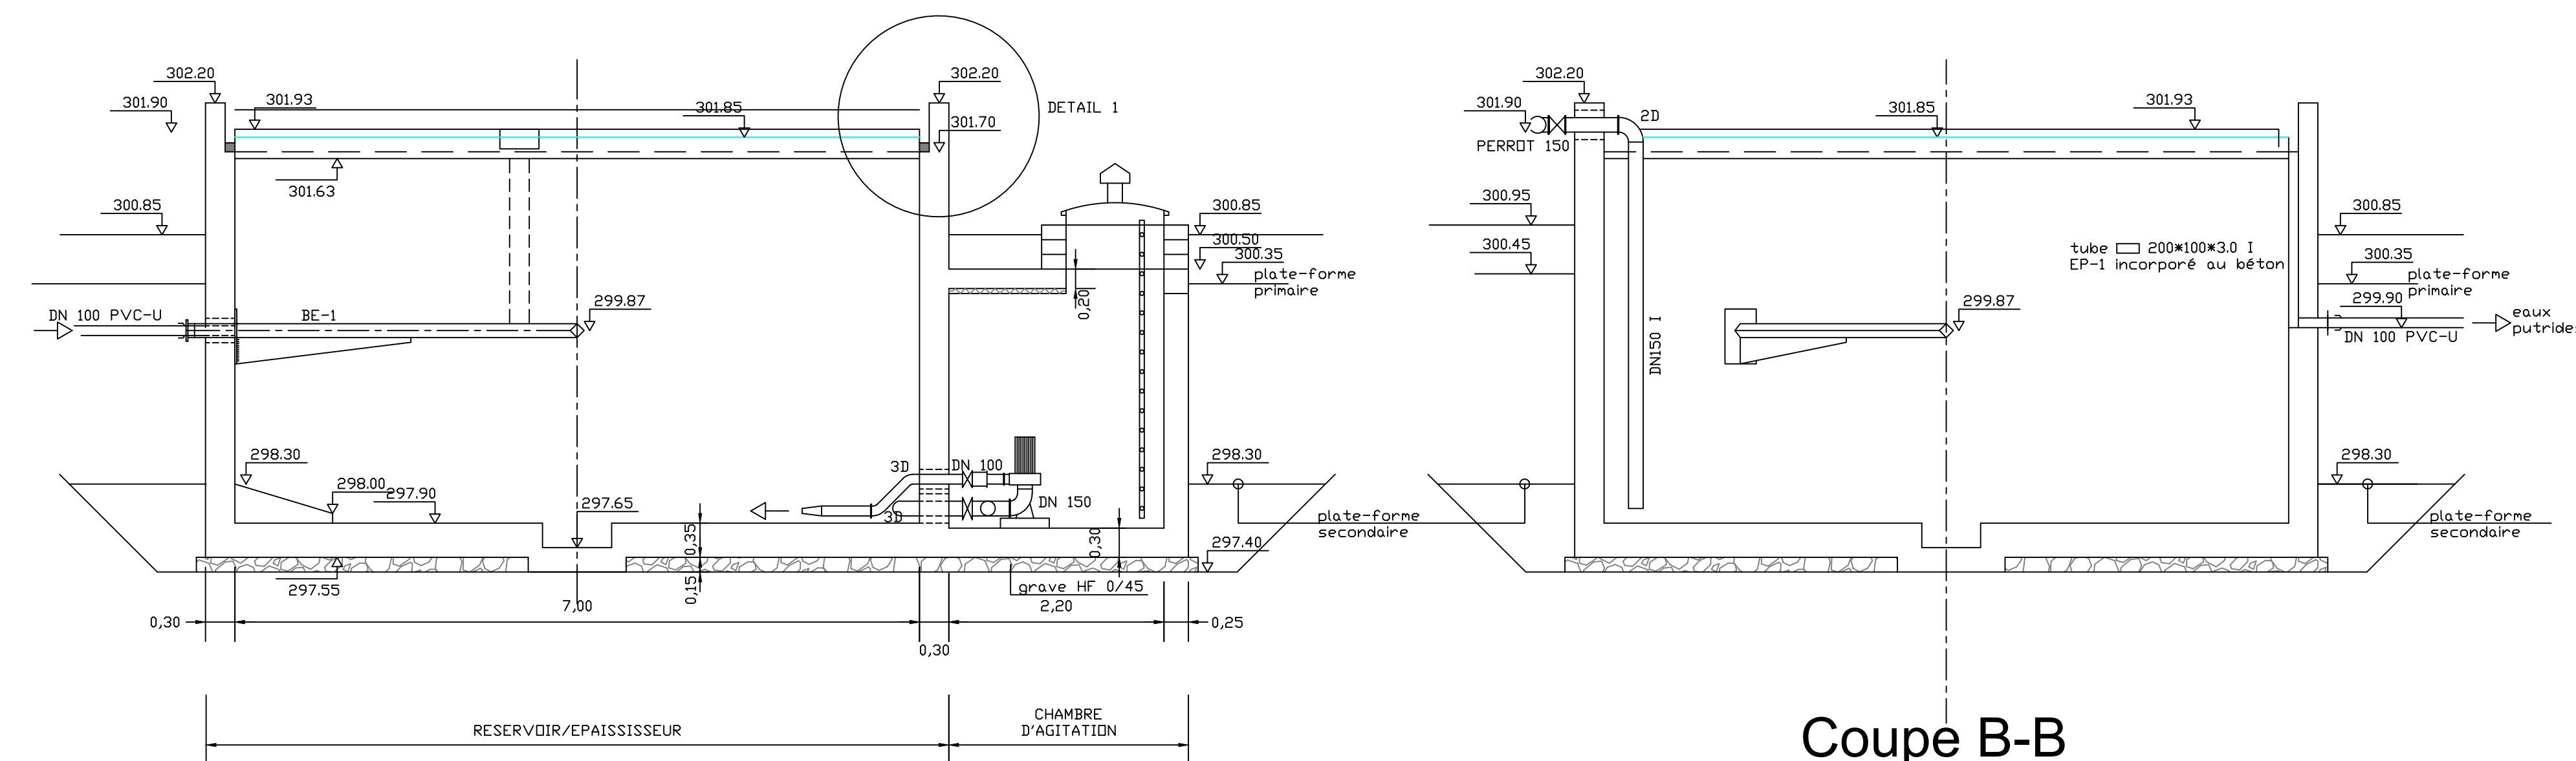 302.20
301.90
301.93
301.85
302.20
301.70
DETAIL 1
301.63
300.85
DN 100 PVC-U
BE-1
299.87
300.85
300.50
300.35
plate-forme
primaire
0,20
298.30
298.00
297.90
297.65
3D
3D
DN 100
DN 150
298.30
plate-forme
secondaire
0,35
0,15
0,30
297.40
297.55
grave HF 0/45
0,30
7,00
0,30
2,20
0,25
RESERVOIR/EPAISSISSEUR
CHAMBRE
D'AGITATION
302.20
301.90
2D
PERROT 150
301.85
301.93
300.95
300.45
300.85
tube 200*100*3.0 I
EP-1 incorporé au béton
300.35
plate-forme
primaire
299.90
DN 100 PVC-U
eaux
putride
299.87
DN150 I
298.30
plate-forme
secondaire
Coupe B-B